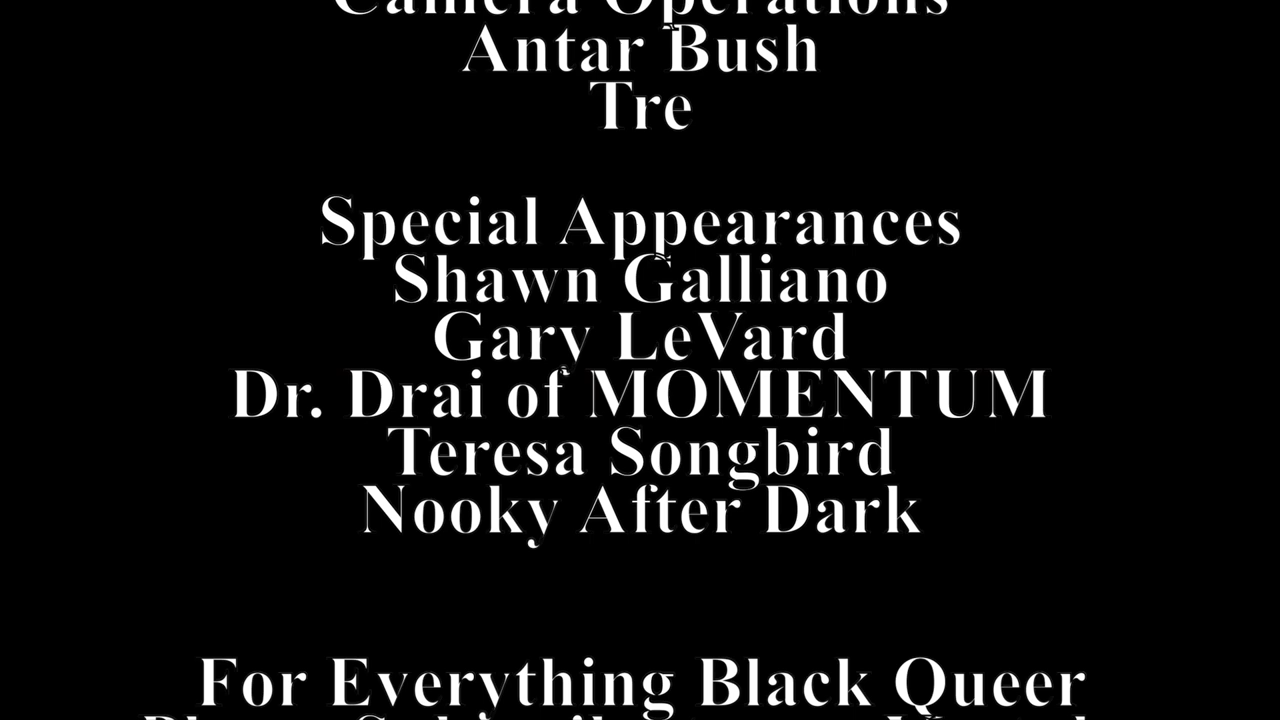 Camera Operations
Antar Bush
Tre
Special Appearances
Shawn Galliano
Gary LeVard
Dr. Drai of MOMENTUM
Teresa Songbird
Nooky After Dark
For Everything Black Queer